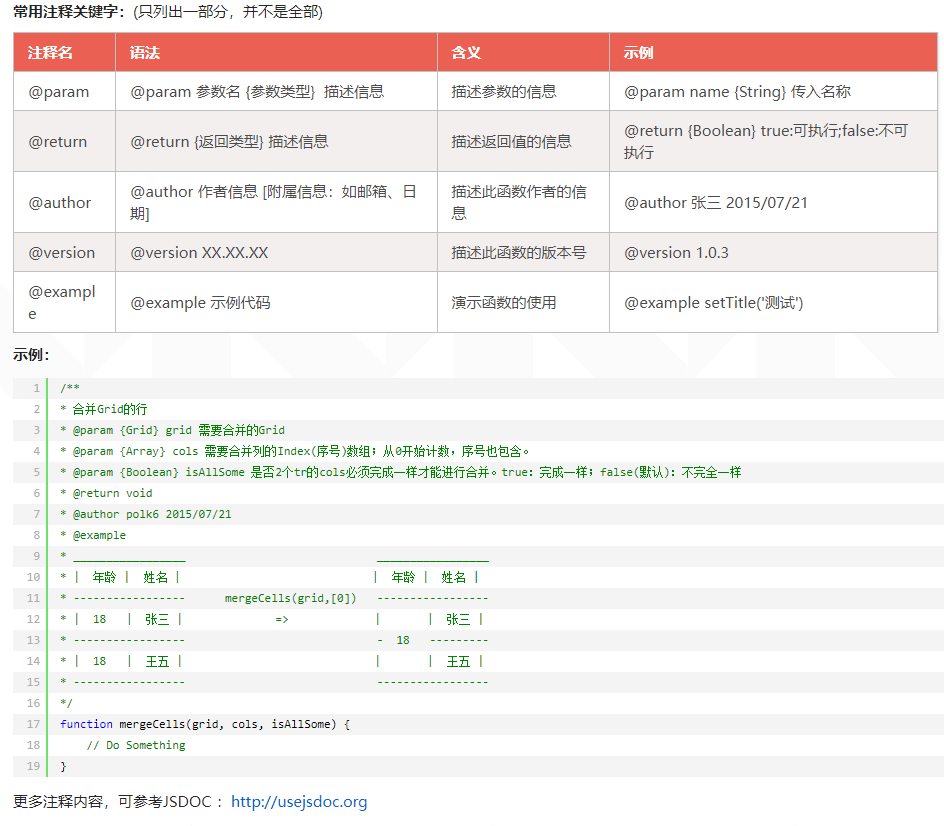 常用注释关键字：(只列出一部分，并不是全部)
注释名 语法 含义 示例
@param @param 参数名 {参数类型} 描述信息 描述参数的信息 @param name {String} 传入名称
@return @return {返回类型} 描述信息 描述返回值的信息 @return {Boolean} true:可执行;false:不可
执行
@author @author 作者信息 [附属信息：如邮箱、日
期] 描述此函数作者的信
息 @author 张三 2015/07/21
@version @version XX.XX.XX 描述此函数的版本号 @version 1.0.3
@exampl
e @example 示例代码 演示函数的使用 @example setTitle('测试')
示例：
1 /**
2 * 合并Grid的行
3 * @param {Grid} grid 需要合并的Grid
4 * @param {Array} cols 需要合并列的Index(序号)数组；从0开始计数，序号也包含。
5 * @param {Boolean} isAllSome 是否2个tr的cols必须完成一样才能进行合并。true：完成一样；false(默认)：不完全一样
6 * @return void
7 * @author polk6 2015/07/21
8 * @example
9 * _________________                             _________________
10 * |  年龄 |  姓名 |                             |  年龄 |  姓名 |
11 * -----------------      mergeCells(grid,[0])   -----------------
12 * |  18   |  张三 |              =>             |       |  张三 |
13 * -----------------                             -  18   ---------
14 * |  18   |  王五 |                             |       |  王五 |
15 * -----------------                             -----------------
16 */
17 function mergeCells(grid, cols, isAllSome) {
18     // Do Something
19 }
更多注释内容，可参考JSDOC ：http://usejsdoc.org